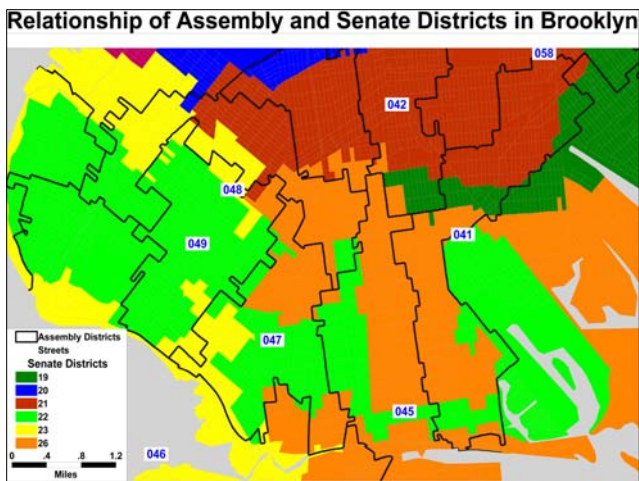 Relationship of Assembly and Senate Districts in Brooklyn
058
042
048
049
041
047
045
046
Assembly Districts
Streets
Senate Districts
19
20
21
22
23
26
0 .4 .8 1.2
Miles